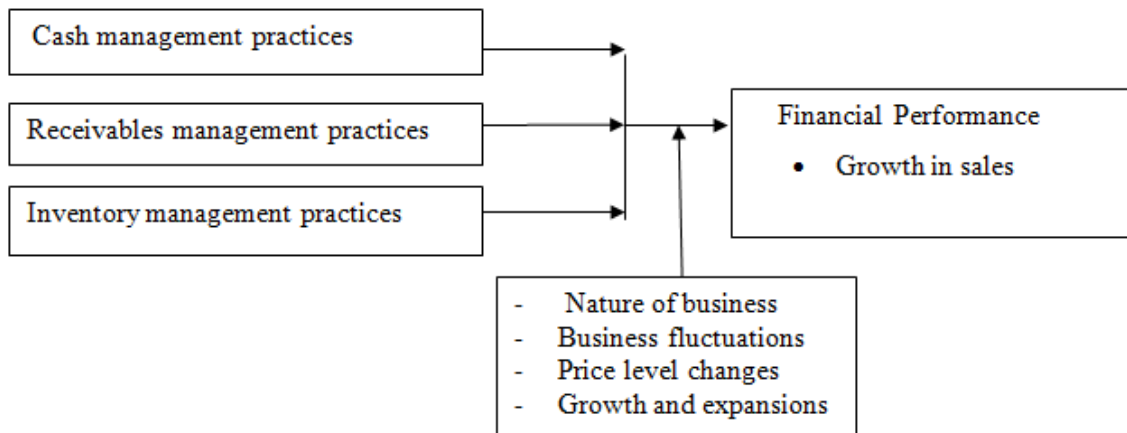 Cash management practices
Receivables management practices
Inventory management practices
Financial Performance
• Growth in sales
- Nature of business
- Business fluctuations
- Price level changes
- Growth and expansions